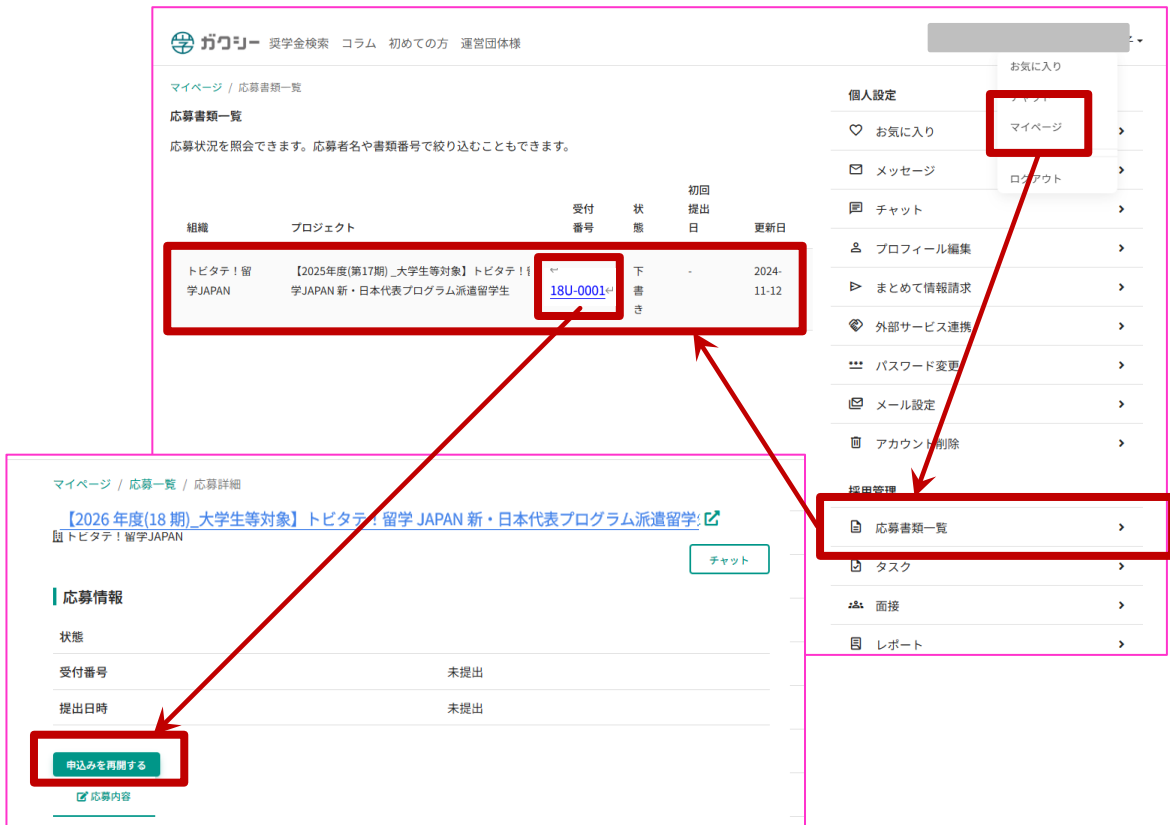 ガクシー 奨学金検索 コラム 初めての方 運営団体様
お気に入り
チャット
マイページ
ログアウト
マイページ / 応募書類一覧
応募書類一覧
応募状況を照会できます。応募者名や書類番号で絞り込むこともできます。
組織 プロジェクト 受付番号 状態 初回提出日 更新日
トビタテ！留 【2025年度(第17期) _大学生等対象】トビタテ！ ↩ 下 - 2024-
学JAPAN 学JAPAN 新・日本代表プログラム派遣留学生 18U-0001↩ 書 11-12
き
個人設定
お気に入り
メッセージ
チャット
プロフィール編集
まとめて情報請求
外部サービス連携
パスワード変更
メール設定
アカウント削除
採用管理
応募書類一覧
タスク
面接
レポート
マイページ / 応募一覧 / 応募詳細
【2026 年度(18 期)_大学生等対象】トビタテ！留学 JAPAN 新・日本代表プログラム派遣留学
トビタテ！留学JAPAN
チャット
応募情報
状態
受付番号 未提出
提出日時 未提出
申込みを再開する
応募内容